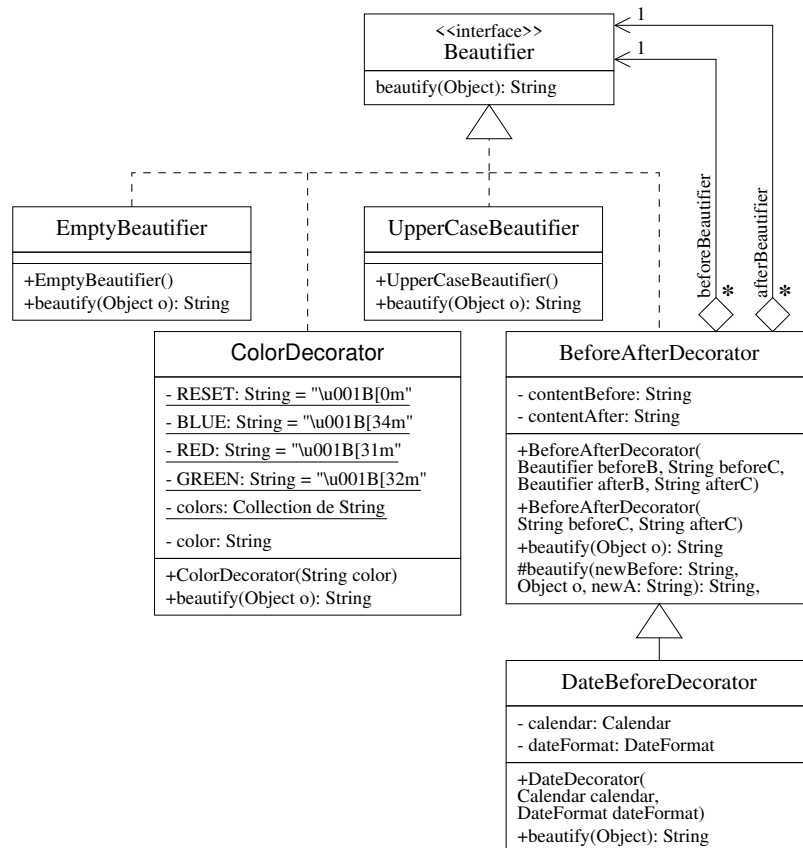 <<interface>>
Beautifier
beautify(Object): String
1
1
beforeBeautifier
*
afterBeautifier
*
EmptyBeautifier
+EmptyBeautifier()
+beautify(Object o): String
UpperCaseBeautifier
+UpperCaseBeautifier()
+beautify(Object o): String
ColorDecorator
- RESET: String = "\u001B[0m"
- BLUE: String = "\u001B[34m"
- RED: String = "\u001B[31m"
- GREEN: String = "\u001B[32m"
- colors: Collection de String
- color: String
+ColorDecorator(String color)
+beautify(Object o): String
BeforeAfterDecorator
- contentBefore: String
- contentAfter: String
+BeforeAfterDecorator(
Beautifier beforeB, String beforeC,
Beautifier afterB, String afterC)
+BeforeAfterDecorator(
String beforeC, String afterC)
+beautify(Object o): String
#beautify(newBefore: String,
Object o, newA: String): String,
DateBeforeDecorator
- calendar: Calendar
- dateFormat: DateFormat
+DateDecorator(
Calendar calendar,
DateFormat dateFormat)
+beautify(Object): String